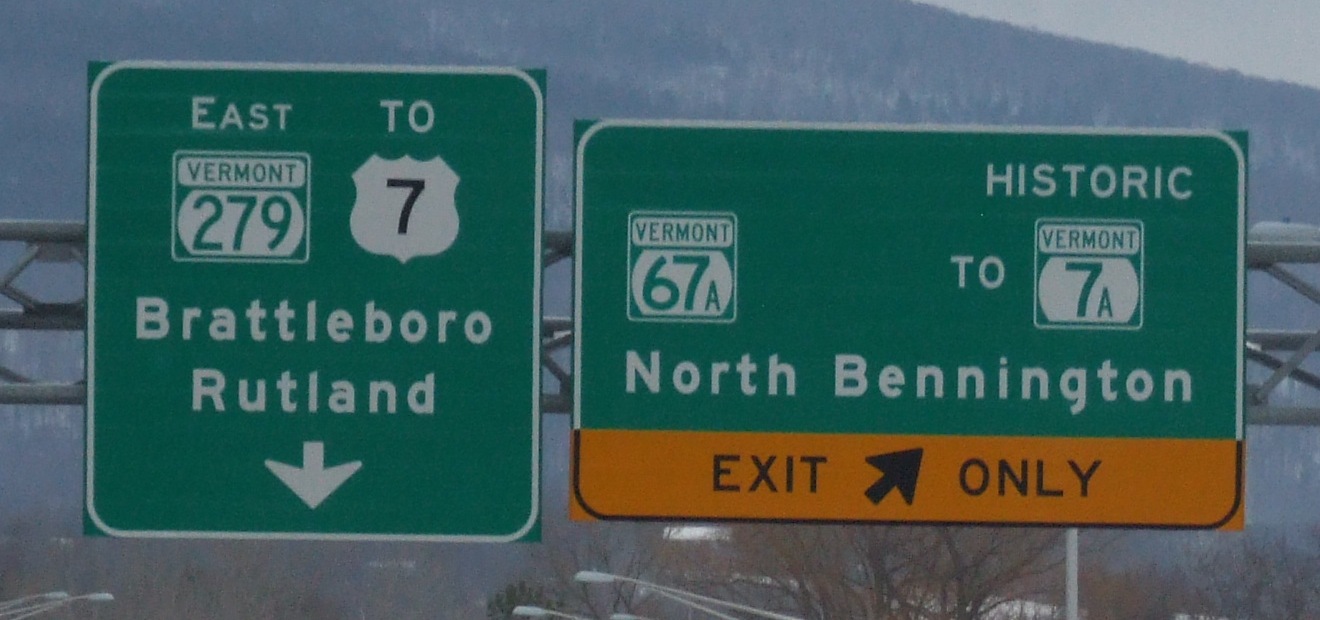 EAST TO
VERMONT
279
7
Brattleboro
Rutland
HISTORIC
VERMONT
67A
TO
VERMONT
7A
North Bennington
EXIT ONLY